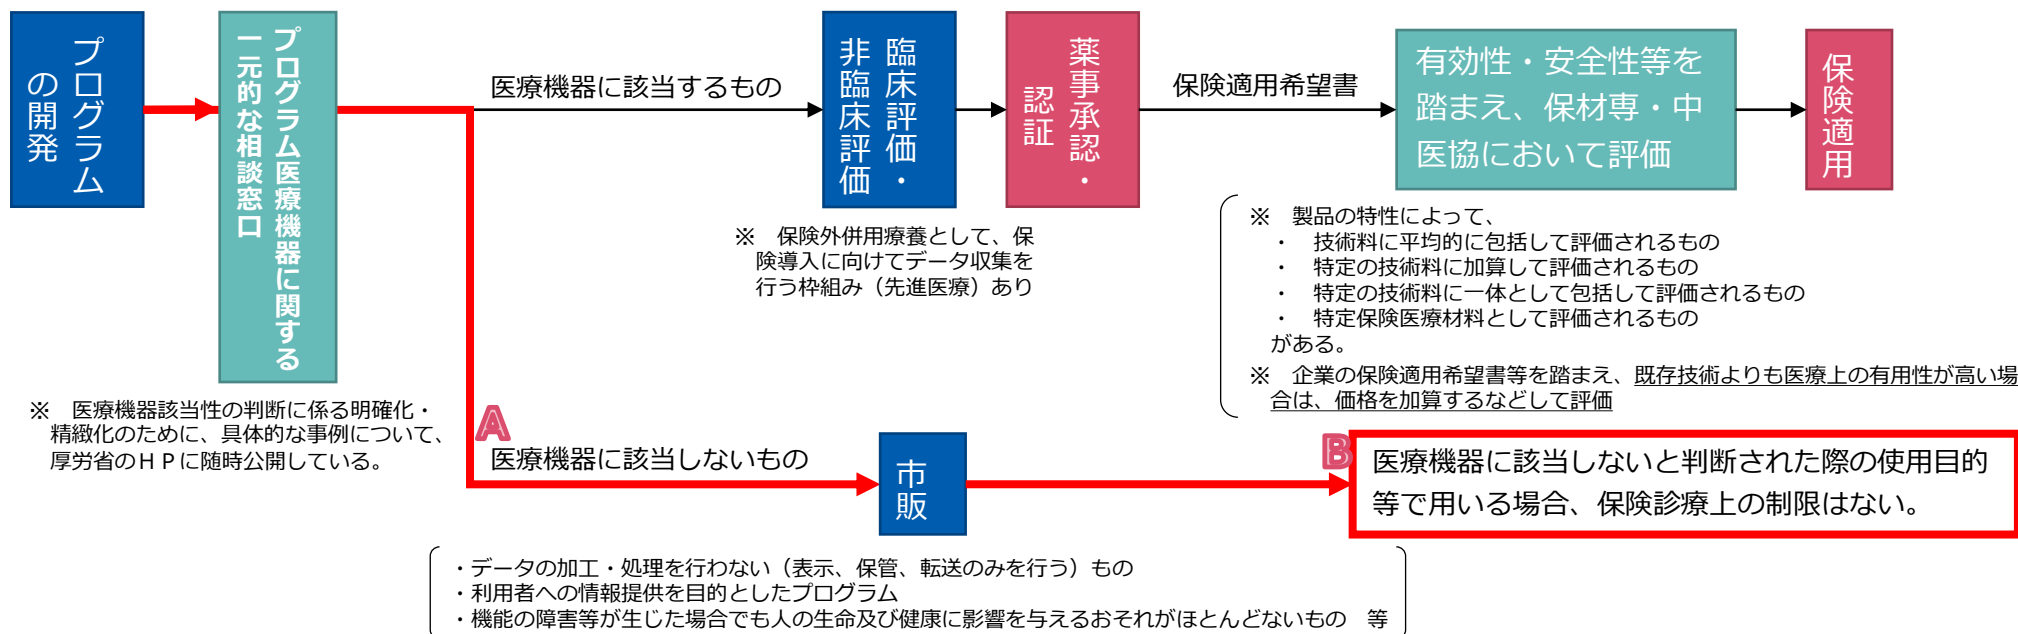 プログラム
の開発
プログラム医療機器に関する
一元的な相談窓口
医療機器に該当するもの
臨床評価・
非臨床評価
薬事承認・
認証
保険適用希望書
有効性・安全性等を
踏まえ、保材専・中
医協において評価
保険適用
※　保険外併用療養として、保
険導入に向けてデータ収集を
行う枠組み（先進医療）あり
※　製品の特性によって、
・　技術料に平均的に包括して評価されるもの
・　特定の技術料に加算して評価されるもの
・　特定の技術料に一体として包括して評価されるもの
・　特定保険医療材料として評価されるもの
がある。
※　企業の保険適用希望書等を踏まえ、既存技術よりも医療上の有用性が高い場
合は、価格を加算するなどして評価
※　医療機器該当性の判断に係る明確化・
精緻化のために、具体的な事例について、
厚労省のＨＰに随時公開している。
A
医療機器に該当しないもの
市販
B
医療機器に該当しないと判断された際の使用目的
等で用いる場合、保険診療上の制限はない。
・データの加工・処理を行わない（表示、保管、転送のみを行う）もの
・利用者への情報提供を目的としたプログラム
・機能の障害等が生じた場合でも人の生命及び健康に影響を与えるおそれがほとんどないもの　等